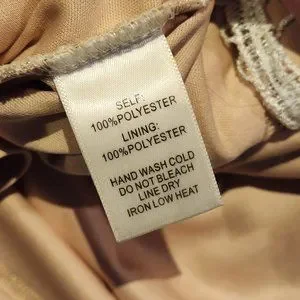 SELF:
100%POLYESTER
LINING:
100%POLYESTER
HAND WASH COLD
DO NOT BLEACH
LINE DRY
IRON LOW HEAT